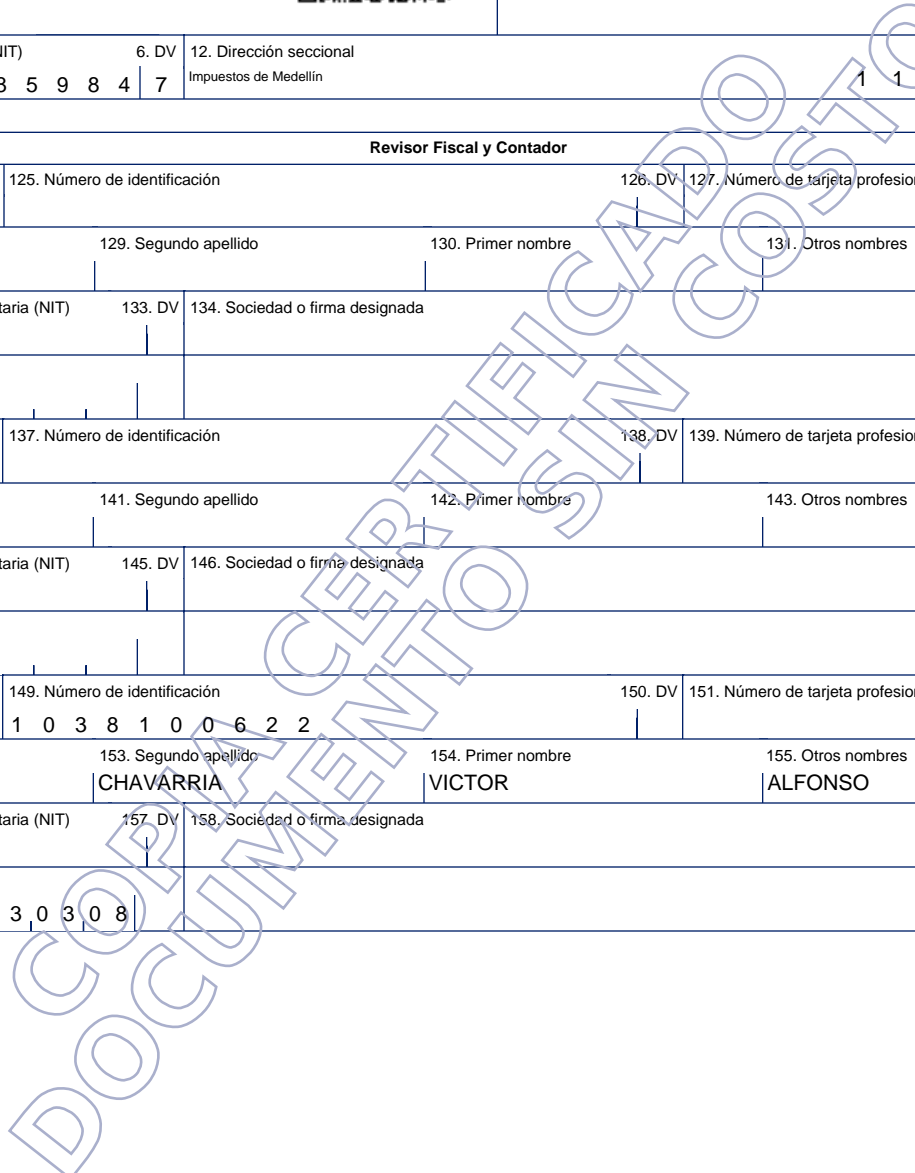 NIT) 6. DV 12. Dirección seccional
3 5 9 8 4 7 Impuestos de Medellín 1 1
Revisor Fiscal y Contador
125. Número de identificación 126. DV 127. Número de tarjeta profesion
129. Segundo apellido 130. Primer nombre 131. Otros nombres
taria (NIT) 133. DV 134. Sociedad o firma designada
137. Número de identificación 138. DV 139. Número de tarjeta profesion
141. Segundo apellido 142. Primer nombre 143. Otros nombres
taria (NIT) 145. DV 146. Sociedad o firma designada
149. Número de identificación 150. DV 151. Número de tarjeta profesion
1 0 3 8 1 0 0 6 2 2
153. Segundo apellido 154. Primer nombre 155. Otros nombres
CHAVARRIA VICTOR ALFONSO
taria (NIT) 157. DV 158. Sociedad o firma designada
3 0 3 0 8
COPIA CERTIFICADO
DOCUMENTO SIN COSTO